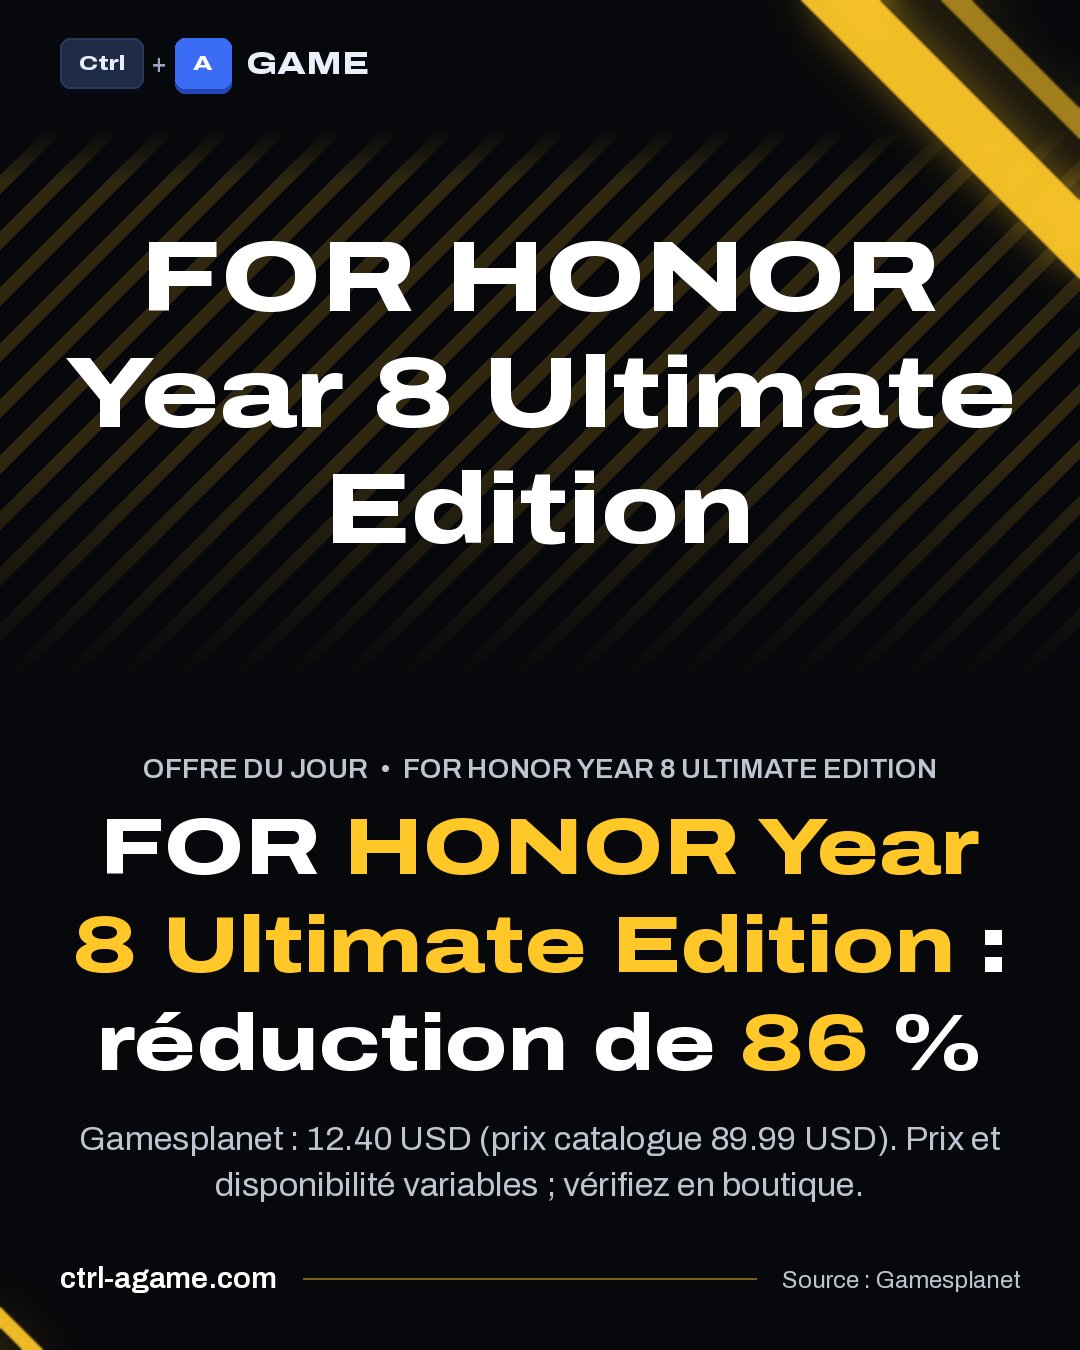 Ctrl + A GAME
FOR HONOR
Year 8 Ultimate
Edition
OFFRE DU JOUR • FOR HONOR YEAR 8 ULTIMATE EDITION
FOR HONOR Year
8 Ultimate Edition :
réduction de 86 %
Gamesplanet : 12.40 USD (prix catalogue 89.99 USD). Prix et
disponibilité variables ; vérifiez en boutique.
ctrl-agame.com
Source : Gamesplanet